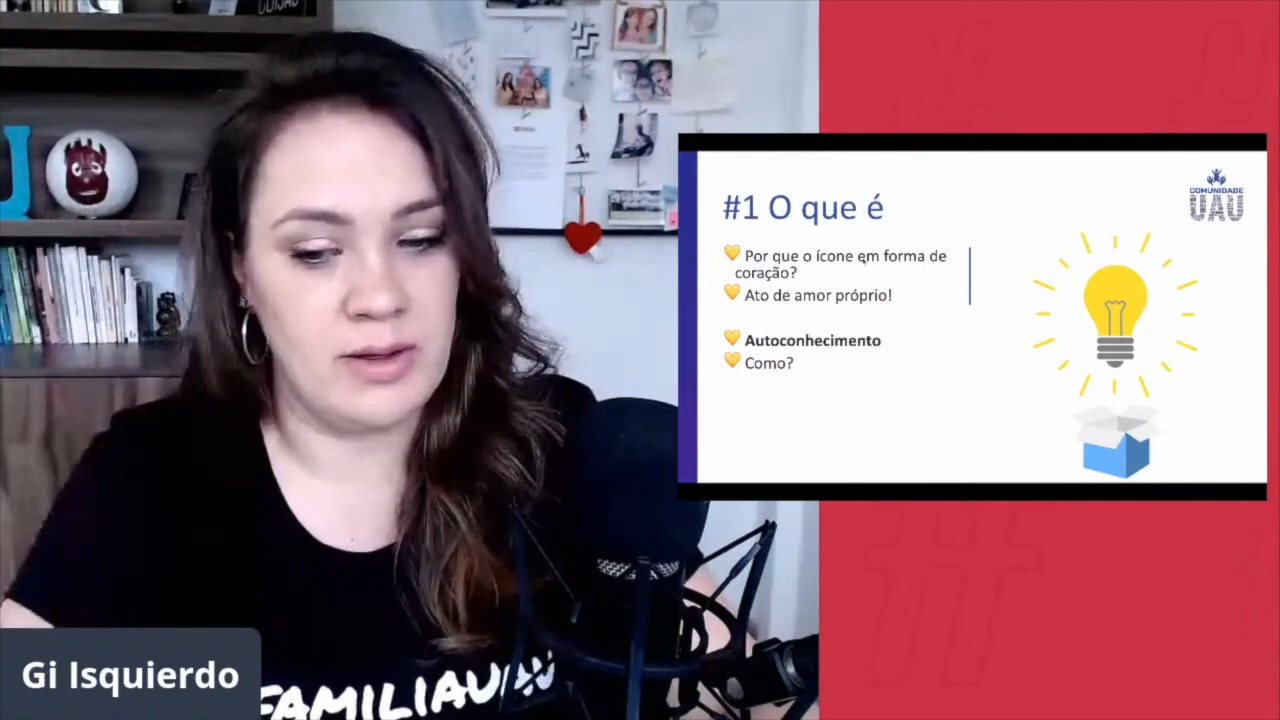 #1 O que é
COMUNIDADE
UAU
💛 Por que o ícone em forma de
coração?
💛 Ato de amor próprio!
💛 Autoconhecimento
💛 Como?
U
Gi Isquierdo
FAMILIAUAU
#